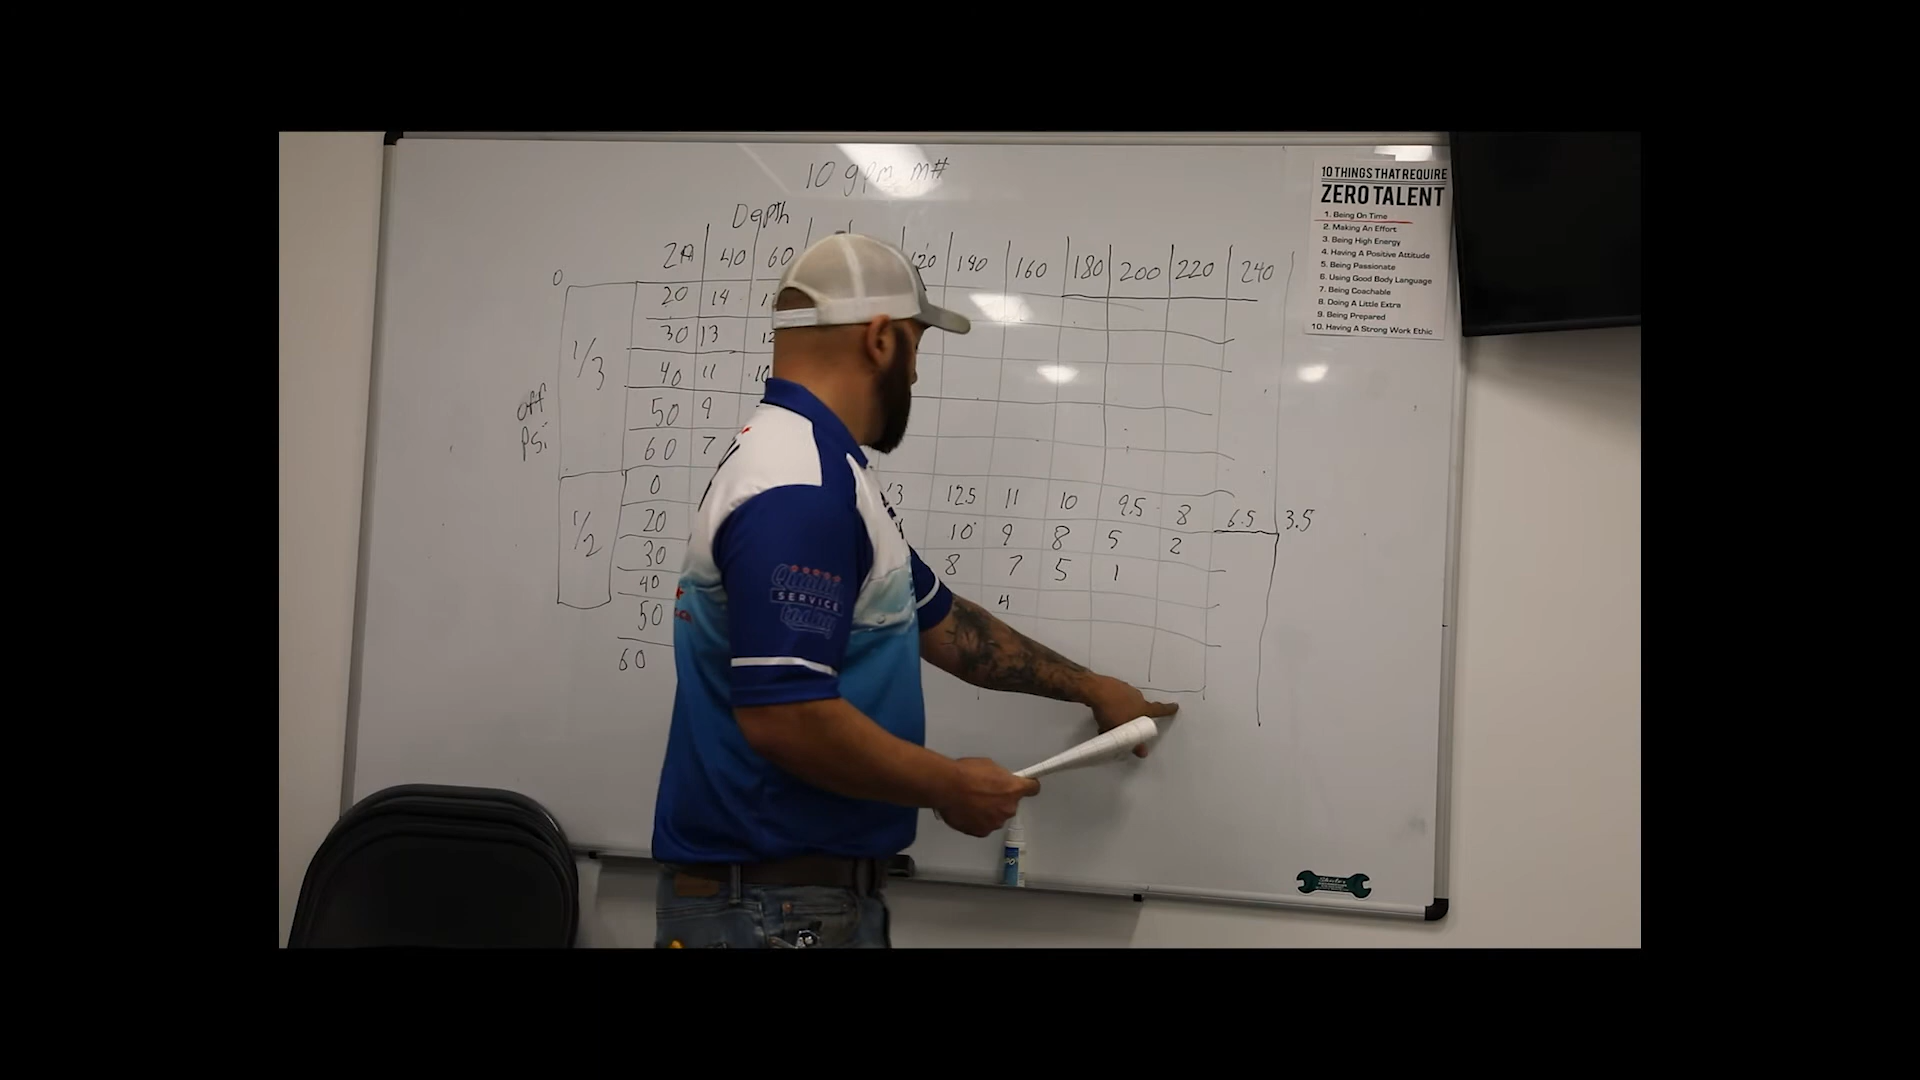 10 gpm m#
Depth
40 60 120 140 160 180 200 220 240
0
20 14
30 13
1/3 40 11 10
off 50 9
psi 60 7
0 13 12.5 11 10 9.5 8 6.5 3.5
1/2 20 10 9 8 5 2
30 8 7 5 1
40 4
50
60
10 THINGS THAT REQUIRE
ZERO TALENT
1. Being On Time
2. Making An Effort
3. Being High Energy
4. Having A Positive Attitude
5. Being Passionate
6. Using Good Body Language
7. Being Coachable
8. Doing A Little Extra
9. Being Prepared
10. Having A Strong Work Ethic
Quality
SERVICE
today